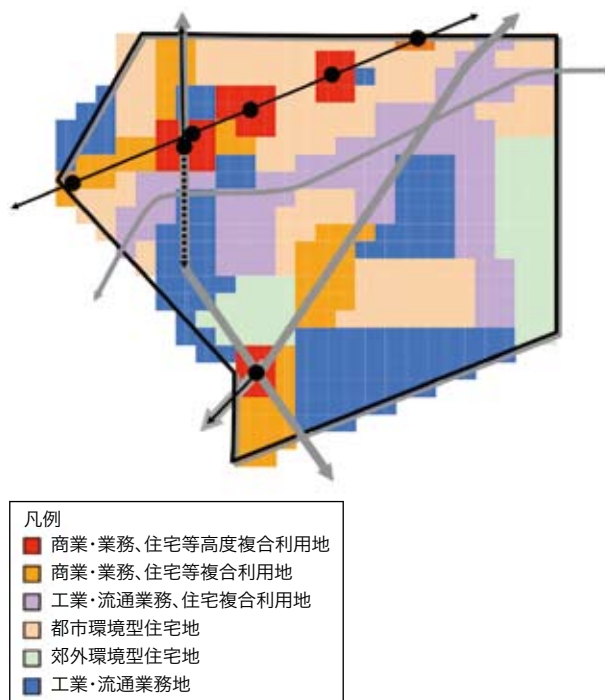 凡例
商業・業務、住宅等高度複合利用地
商業・業務、住宅等複合利用地
工業・流通業務、住宅複合利用地
都市環境型住宅地
郊外環境型住宅地
工業・流通業務地